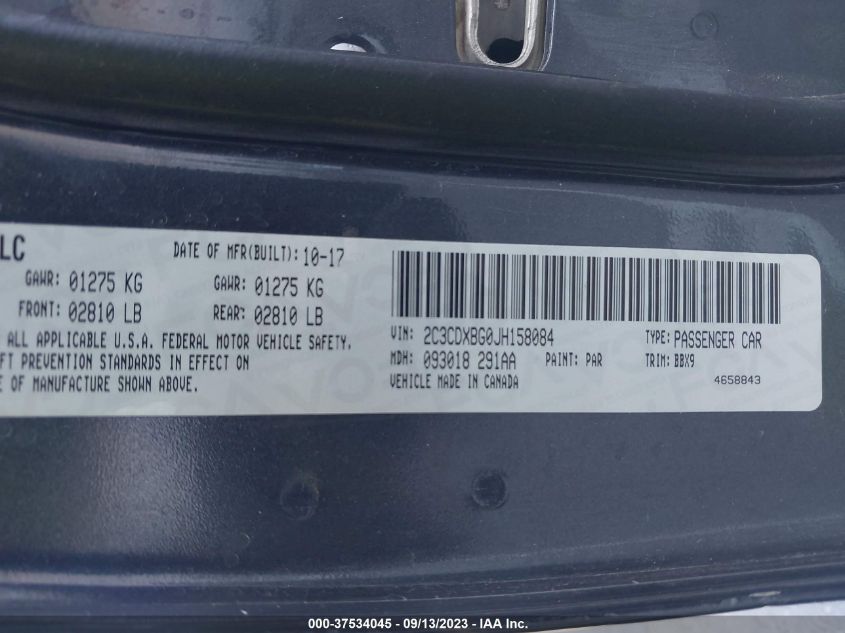 LC DATE OF MFR(BUILT): 10-17
GAWR: 01275 KG GAWR: 01275 KG
FRONT: 02810 LB REAR: 02810 LB
ALL APPLICABLE U.S.A. FEDERAL MOTOR VEHICLE SAFETY,
FT PREVENTION STANDARDS IN EFFECT ON
E OF MANUFACTURE SHOWN ABOVE.
VIN: 2C3CDXBG0JH158084 TYPE: PASSENGER CAR
MDH: 093018 291AA PAINT: PAR TRIM: BBX9
VEHICLE MADE IN CANADA 4658843
000-37534045 - 09/13/2023 - IAA Inc.